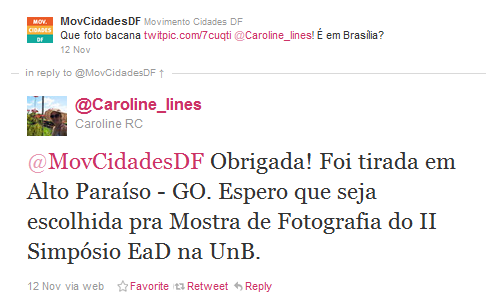 MOV.
CIDADES
DF
MovCidadesDF Movimento Cidades DF
Que foto bacana twitpic.com/7cuqti @Caroline_lines! É em Brasília?
12 Nov
in reply to @MovCidadesDF ↑
@Caroline_lines
Caroline RC
@MovCidadesDF Obrigada! Foi tirada em
Alto Paraíso - GO. Espero que seja
escolhida pra Mostra de Fotografia do II
Simpósio EaD na UnB.
12 Nov via web Favorite Retweet Reply